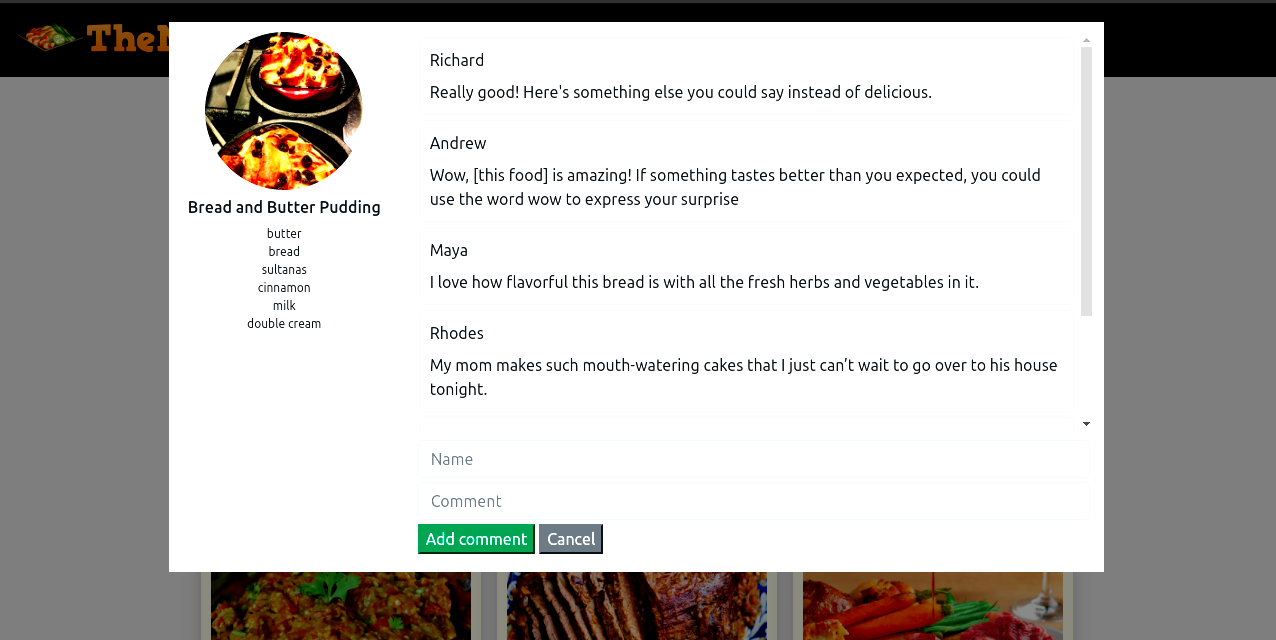 Bread and Butter Pudding
butter
bread
sultanas
cinnamon
milk
double cream
Richard
Really good! Here's something else you could say instead of delicious.
Andrew
Wow, [this food] is amazing! If something tastes better than you expected, you could
use the word wow to express your surprise
Maya
I love how flavorful this bread is with all the fresh herbs and vegetables in it.
Rhodes
My mom makes such mouth-watering cakes that I just can’t wait to go over to his house
tonight.
Name
Comment
Add comment Cancel